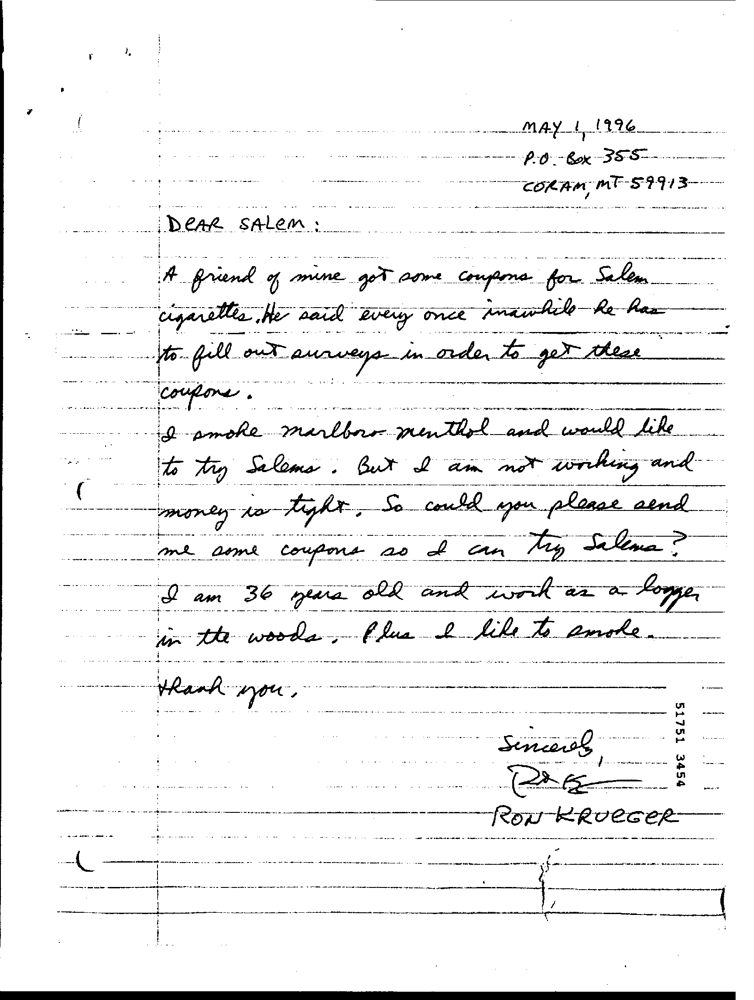 MAY 1, 1996
P.O. Box 355
CORAM, MT 59913
DEAR SALEM:
A friend of mine got some coupons for Salem
cigarettes. He said every once inawhile he has
to fill out surveys in order to get these
coupons.
I smoke marlboro menthol and would like
to try Salems. But I am not working and
money is tight. So could you please send
me some coupons so I can try Salems?
I am 36 years old and work as a logger
in the woods. Plus I like to smoke.
Thank you.
Sincerely,
RON KRUEGER
51751 3454